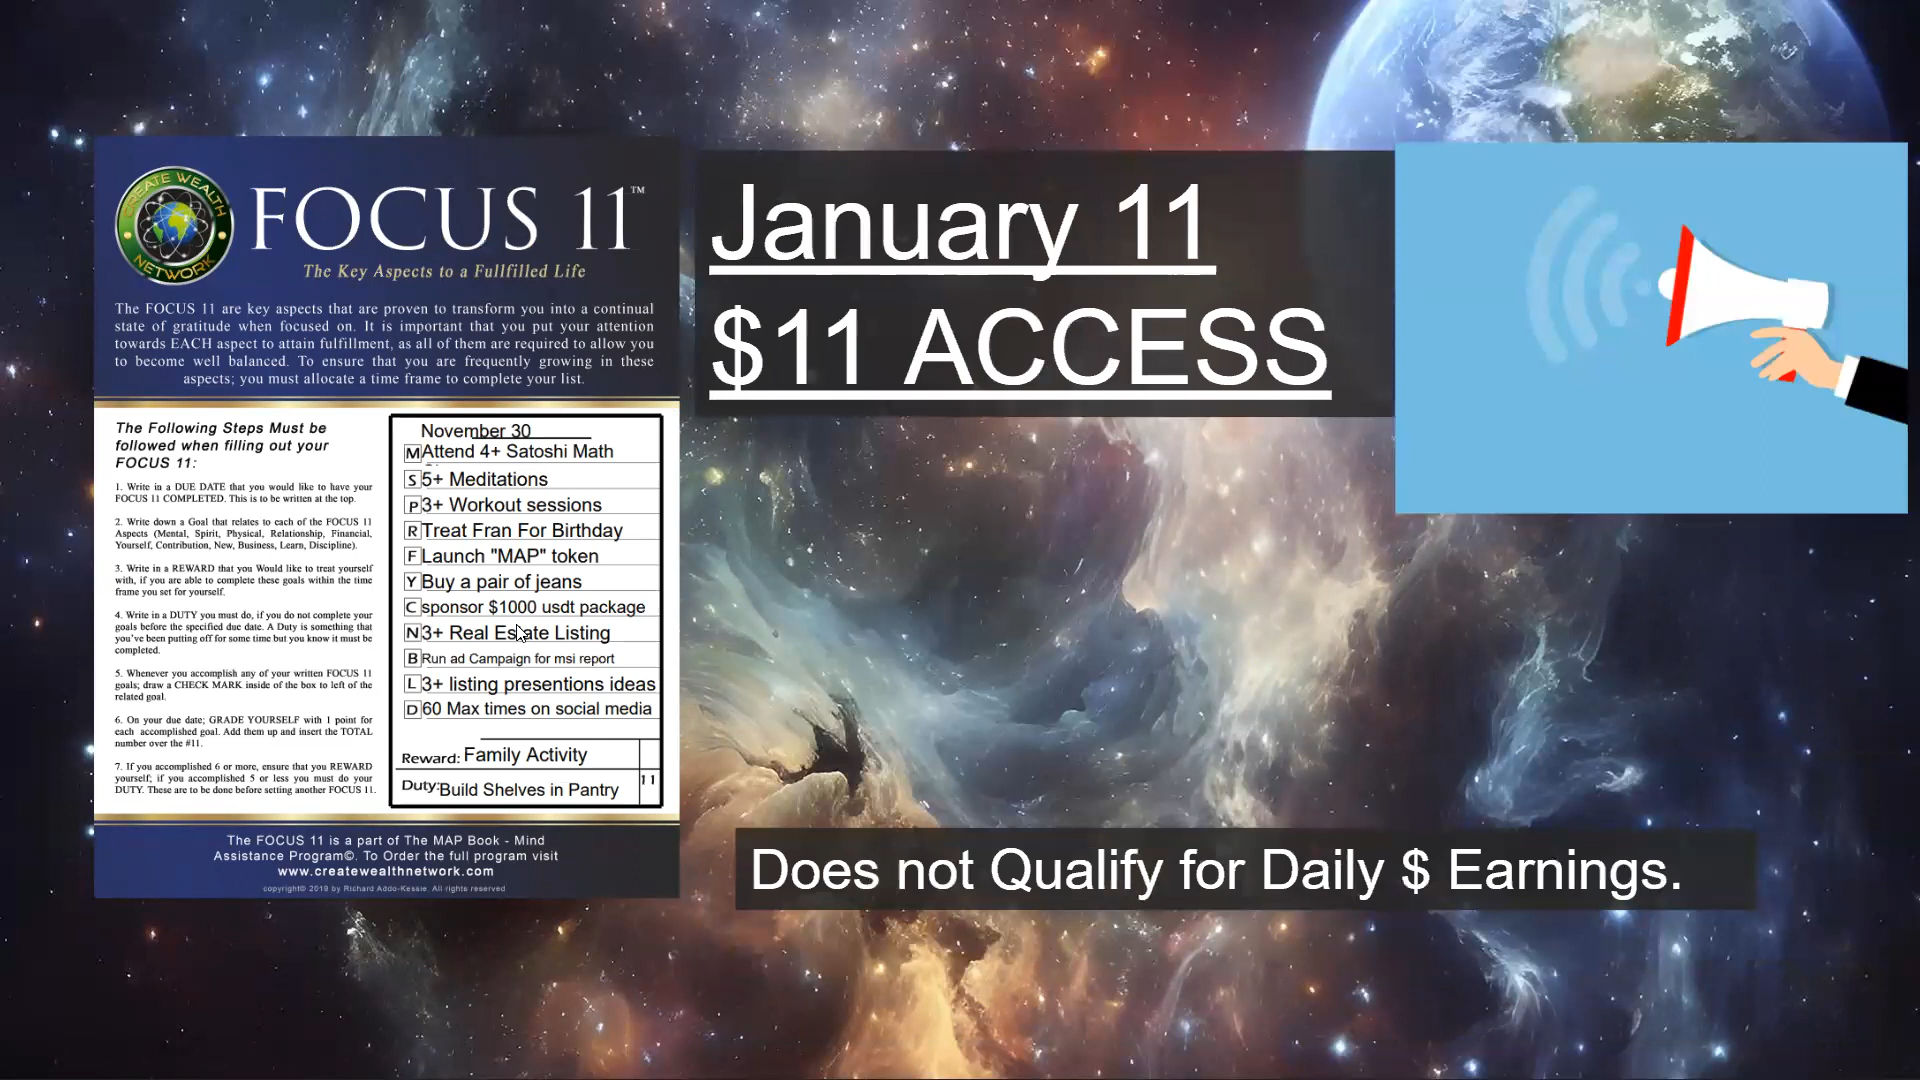 CREATE WEALTH
NETWORK
FOCUS 11™
The Key Aspects to a Fullfilled Life
The FOCUS 11 are key aspects that are proven to transform you into a continual
state of gratitude when focused on. It is important that you put your attention
towards EACH aspect to attain fulfillment, as all of them are required to allow you
to become well balanced. To ensure that you are frequently growing in these
aspects; you must allocate a time frame to complete your list.
The Following Steps Must be
followed when filling out your
FOCUS 11:
1. Write in a DUE DATE that you would like to have your
FOCUS 11 COMPLETED. This is to be written at the top.
2. Write down a Goal that relates to each of the FOCUS 11
Aspects (Mental, Spirit, Physical, Relationship, Financial,
Yourself, Contribution, New, Business, Learn, Discipline).
3. Write in a REWARD that you Would like to treat yourself
with, if you are able to complete these goals within the time
frame you set for yourself.
4. Write in a DUTY you must do, if you do not complete your
goals before the specified due date. A Duty is something that
you've been putting off for some time but you know it must be
completed.
5. Whenever you accomplish any of your written FOCUS 11
goals; draw a CHECK MARK inside of the box to left of the
related goal.
6. On your due date; GRADE YOURSELF with 1 point for
each accomplished goal. Add them up and insert the TOTAL
number over the #11.
7. If you accomplished 6 or more, ensure that you REWARD
yourself; if you accomplished 5 or less you must do your
DUTY. These are to be done before setting another FOCUS 11.
November 30
M Attend 4+ Satoshi Math
S 5+ Meditations
P 3+ Workout sessions
R Treat Fran For Birthday
F Launch "MAP" token
Y Buy a pair of jeans
C sponsor $1000 usdt package
N 3+ Real Estate Listing
B Run ad Campaign for msi report
L 3+ listing presentions ideas
D 60 Max times on social media
Reward: Family Activity
Duty: Build Shelves in Pantry
11
The FOCUS 11 is a part of The MAP Book - Mind
Assistance Program©. To Order the full program visit
www.createwealthnetwork.com
copyright© 2019 by Richard Addo-Kessie. All rights reserved
January 11
$11 ACCESS
Does not Qualify for Daily $ Earnings.